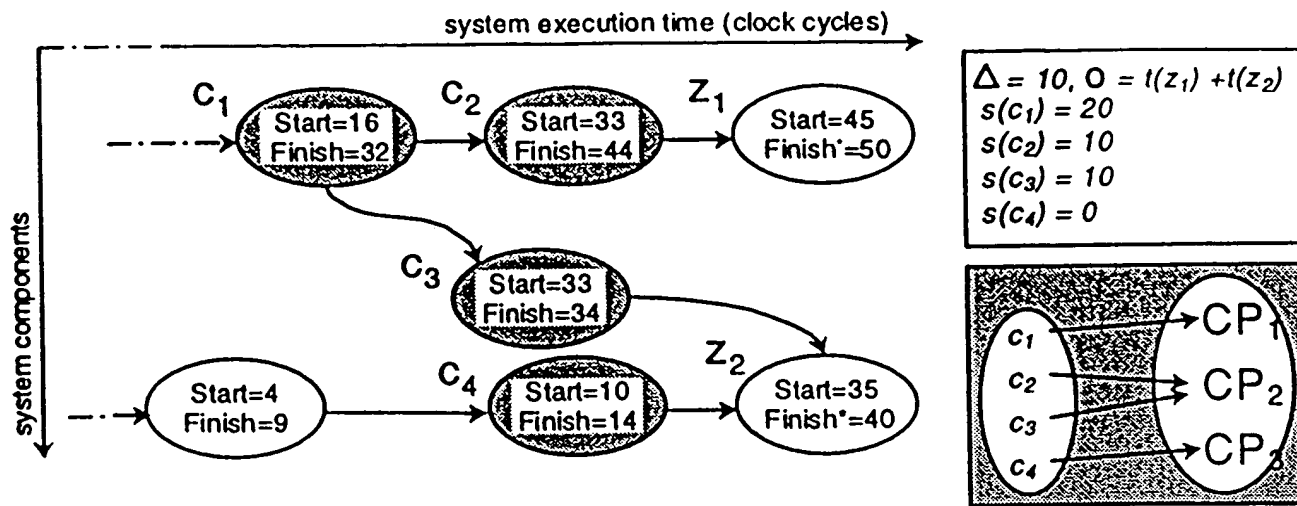 system execution time (clock cycles)
system components
C1
Start=16
Finish=32
C2
Start=33
Finish=44
Z1
Start=45
Finish*=50
C3
Start=33
Finish=34
Start=4
Finish=9
C4
Start=10
Finish=14
Z2
Start=35
Finish*=40
Δ = 10, O = t(z1) +t(z2)
s(c1) = 20
s(c2) = 10
s(c3) = 10
s(c4) = 0
c1
c2
c3
c4
CP1
CP2
CP3